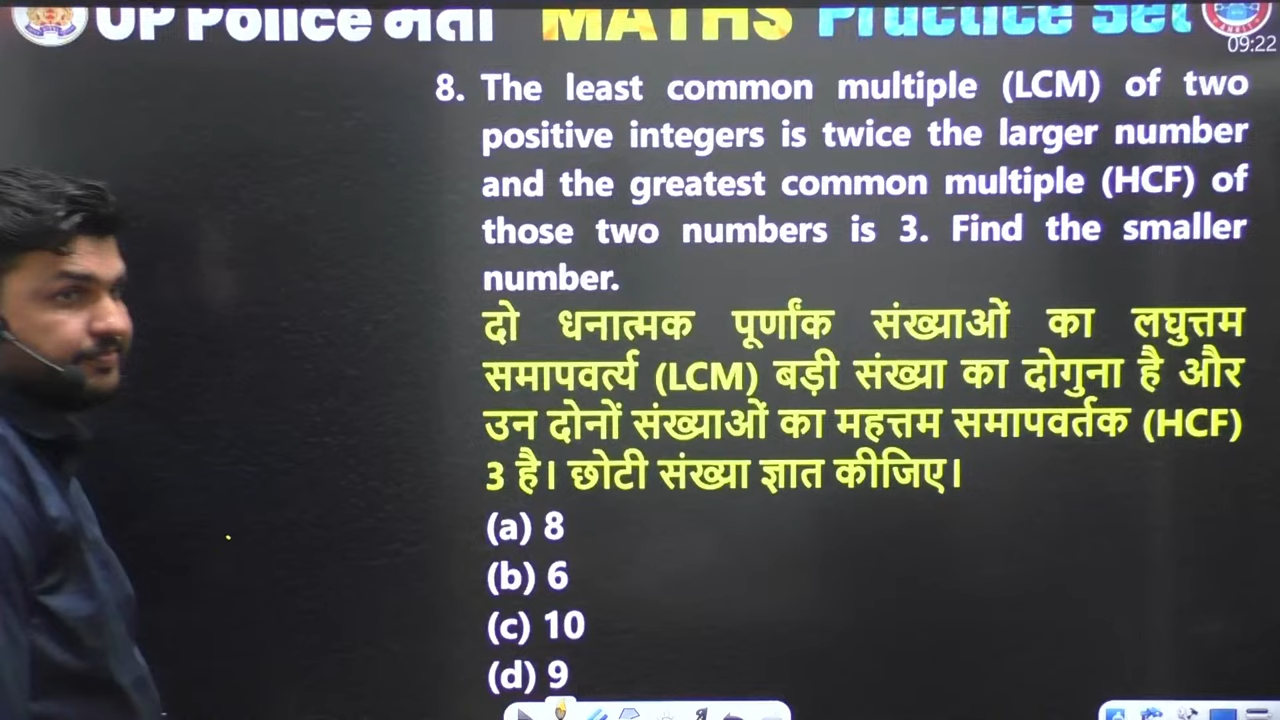 UP Police भर्ती MATHS Practice Set
09:22
8. The least common multiple (LCM) of two
positive integers is twice the larger number
and the greatest common multiple (HCF) of
those two numbers is 3. Find the smaller
number.
दो धनात्मक पूर्णांक संख्याओं का लघुत्तम
समापवर्त्य (LCM) बड़ी संख्या का दोगुना है और
उन दोनों संख्याओं का महत्तम समापवर्तक (HCF)
3 है। छोटी संख्या ज्ञात कीजिए।
(a) 8
(b) 6
(c) 10
(d) 9